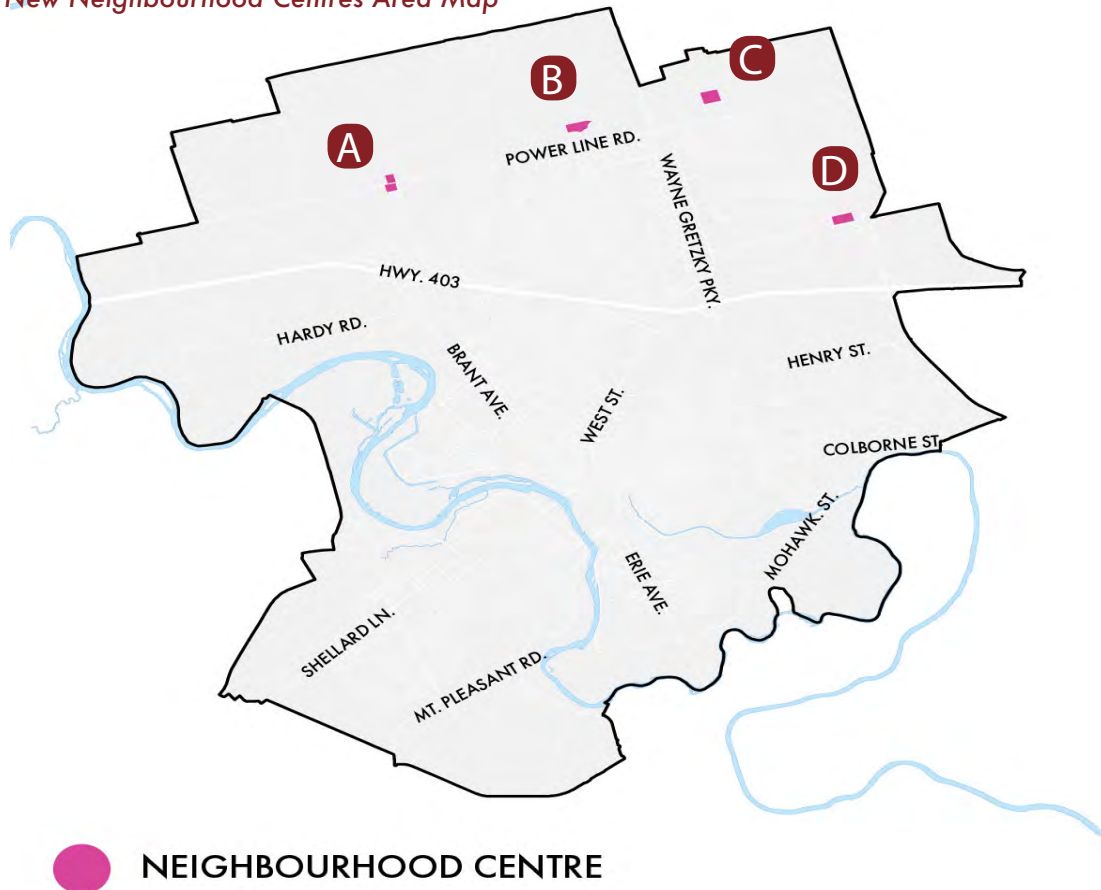 New Neighbourhood Centres Area Map
C
B
A
POWER LINE RD.
D
WAYNE GRETZKY PKY.
HWY. 403
HARDY RD.
BRANT AVE.
HENRY ST.
WEST ST.
COLBORNE ST.
MOHAWK. ST.
ERIE AVE.
SHELLARD LN.
MT. PLEASANT RD.
NEIGHBOURHOOD CENTRE